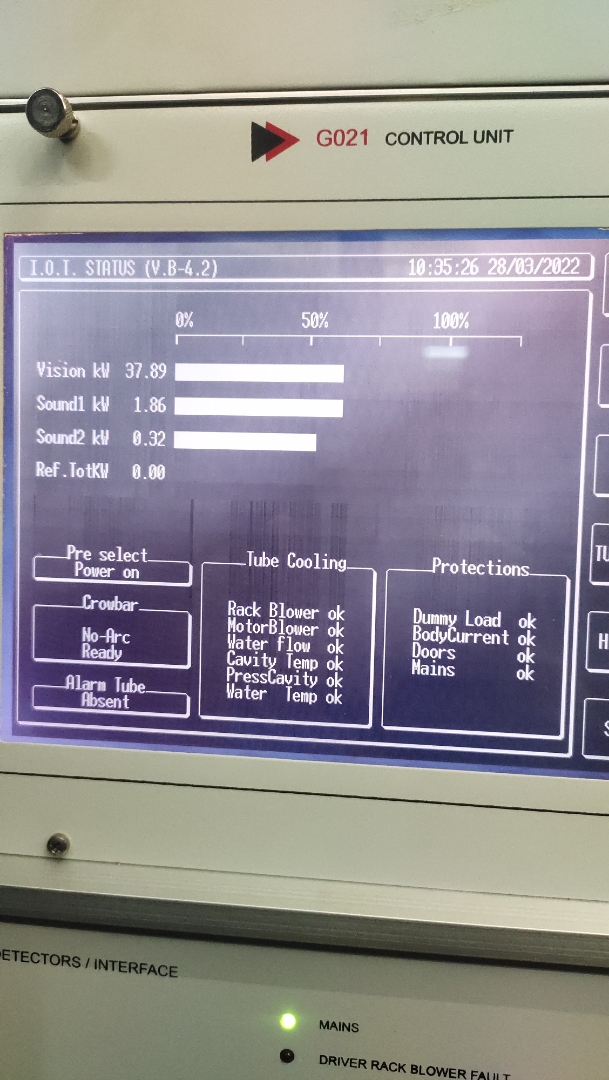 G021 CONTROL UNIT
I.O.T. STATUS (V.B-4.2) 10:35:26 28/03/2022
0% 50% 100%
Vision kW 37.89
Sound1 kW 1.86
Sound2 kW 0.32
Ref.TotKW 0.00
Pre select
Power on
Crowbar
No-Arc
Ready
Alarm Tube
Absent
Tube Cooling
Rack Blower ok
MotorBlower ok
Water flow ok
Cavity Temp ok
PressCavity ok
Water Temp ok
Protections
Dummy Load ok
BodyCurrent ok
Doors ok
Mains ok
TU
H
S
DETECTORS / INTERFACE
MAINS
DRIVER RACK BLOWER FAULT